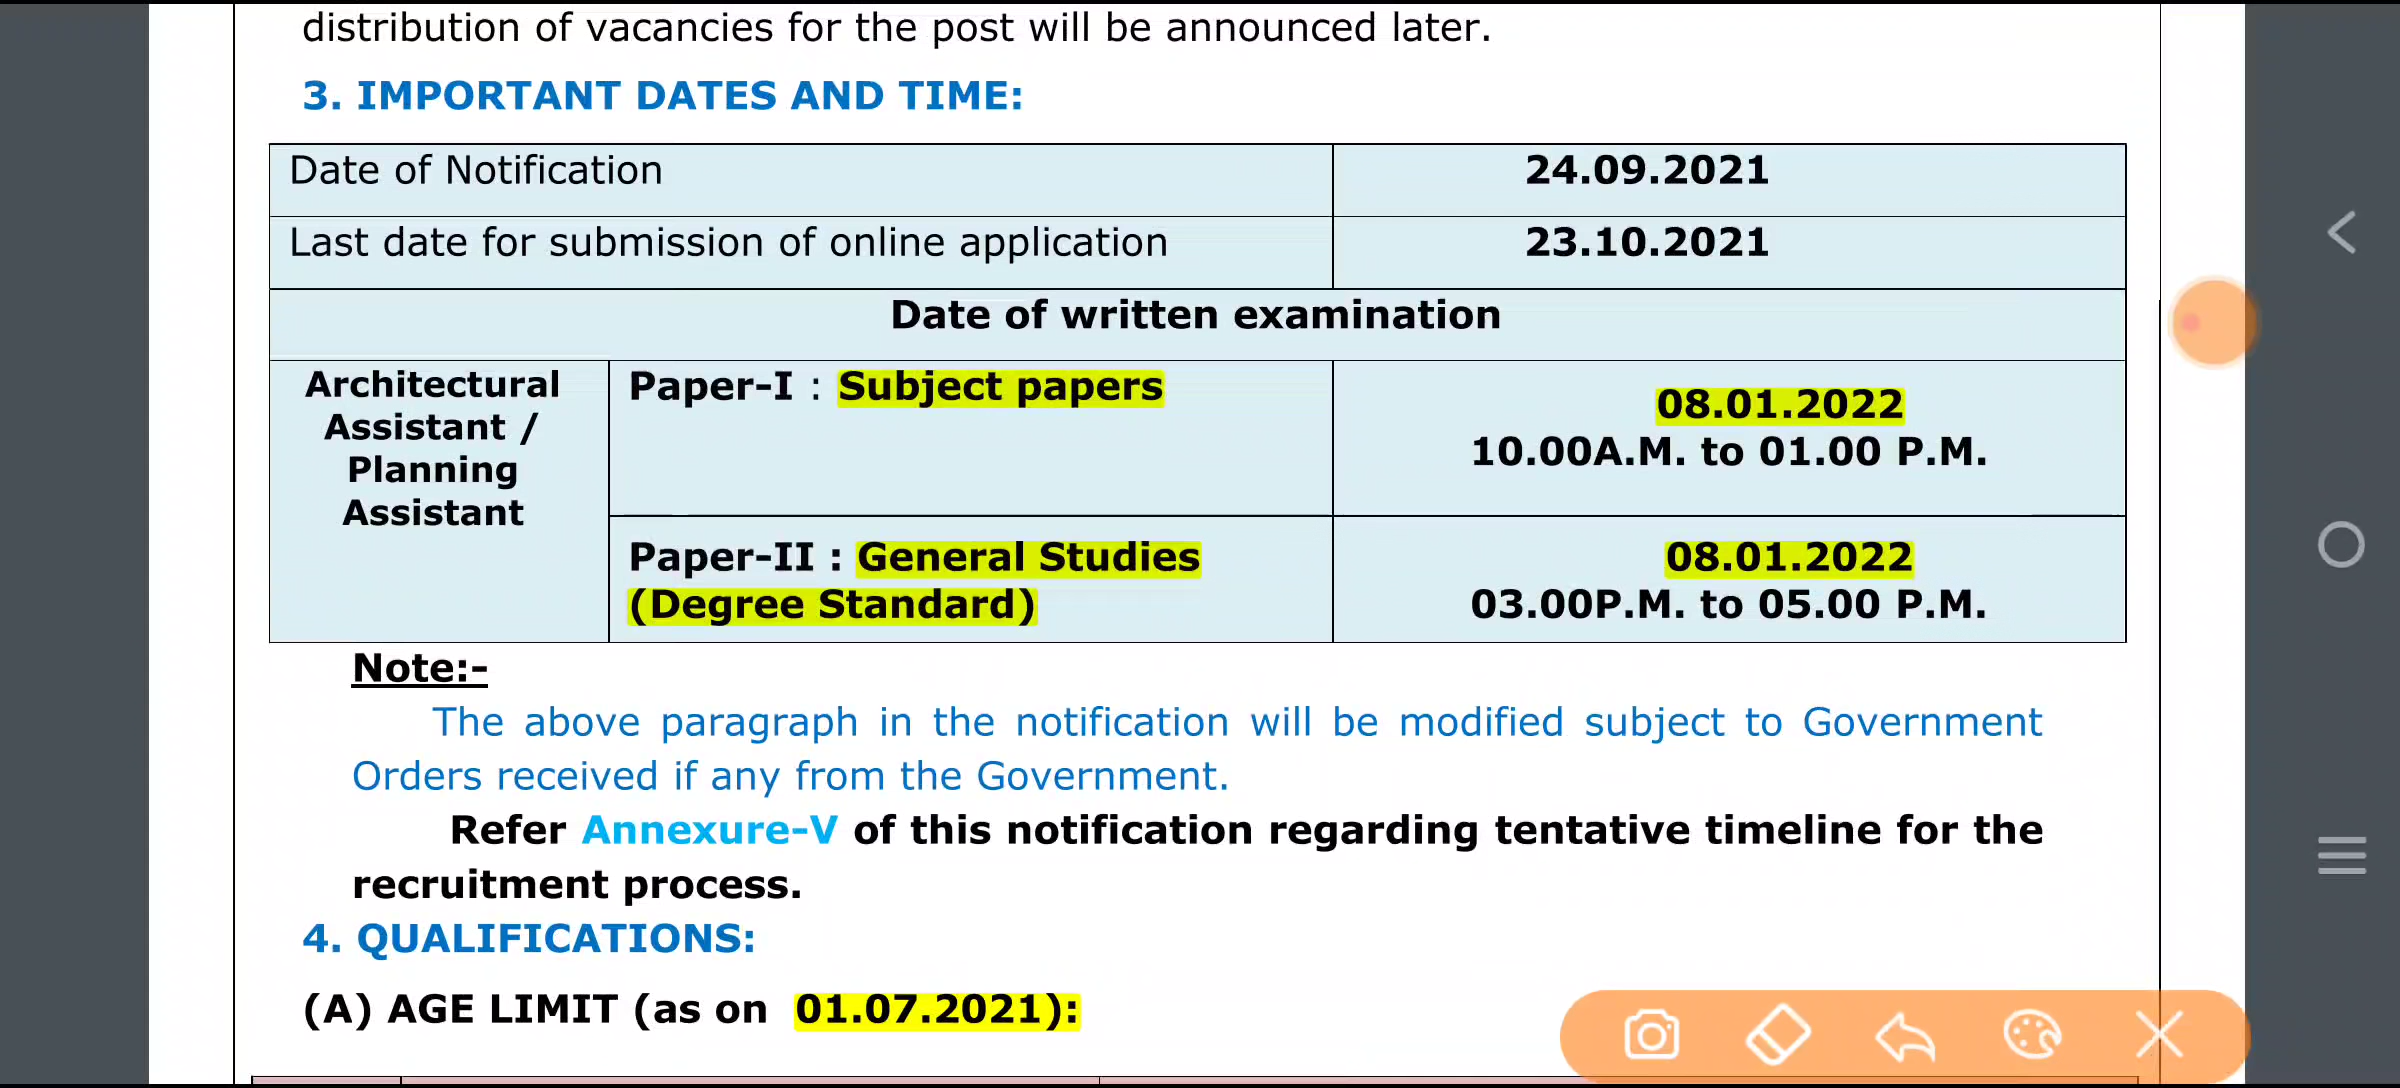 distribution of vacancies for the post will be announced later.
3. IMPORTANT DATES AND TIME:
Date of Notification 24.09.2021
Last date for submission of online application 23.10.2021
Date of written examination
Architectural
Assistant /
Planning
Assistant
Paper-I : Subject papers
08.01.2022
10.00A.M. to 01.00 P.M.
Paper-II : General Studies
(Degree Standard)
08.01.2022
03.00P.M. to 05.00 P.M.
Note:-
The above paragraph in the notification will be modified subject to Government
Orders received if any from the Government.
Refer Annexure-V of this notification regarding tentative timeline for the
recruitment process.
4. QUALIFICATIONS:
(A) AGE LIMIT (as on 01.07.2021):